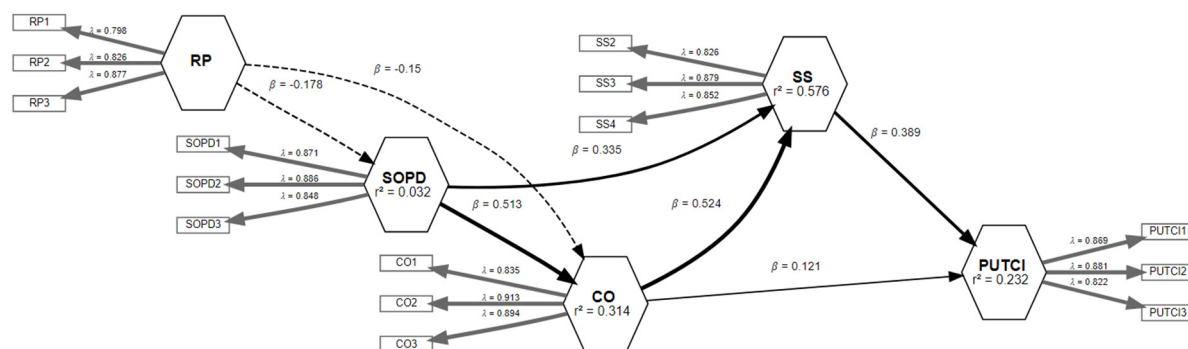 RP1
λ = 0.798
RP2
λ = 0.826
RP3
λ = 0.877
RP
β = -0.15
β = -0.178
SOPD1
λ = 0.871
SOPD2
λ = 0.886
SOPD3
λ = 0.848
SOPD
r² = 0.032
β = 0.513
β = 0.335
CO1
λ = 0.835
CO2
λ = 0.913
CO3
λ = 0.894
CO
r² = 0.314
β = 0.524
β = 0.121
SS2
λ = 0.826
SS3
λ = 0.879
SS4
λ = 0.852
SS
r² = 0.576
β = 0.389
PUTCI
r² = 0.232
λ = 0.869
PUTCI1
λ = 0.881
PUTCI2
λ = 0.822
PUTCI3